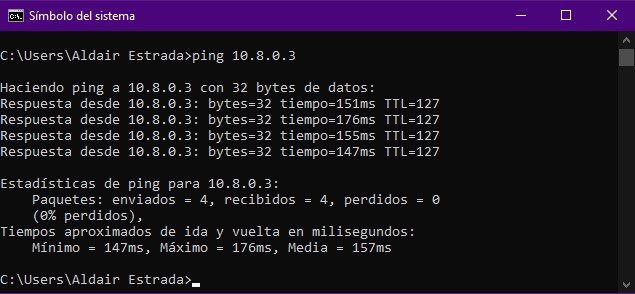 Símbolo del sistema
C:\Users\Aldair Estrada>ping 10.8.0.3
Haciendo ping a 10.8.0.3 con 32 bytes de datos:
Respuesta desde 10.8.0.3: bytes=32 tiempo=151ms TTL=127
Respuesta desde 10.8.0.3: bytes=32 tiempo=176ms TTL=127
Respuesta desde 10.8.0.3: bytes=32 tiempo=155ms TTL=127
Respuesta desde 10.8.0.3: bytes=32 tiempo=147ms TTL=127
Estadísticas de ping para 10.8.0.3:
    Paquetes: enviados = 4, recibidos = 4, perdidos = 0
    (0% perdidos),
Tiempos aproximados de ida y vuelta en milisegundos:
    Mínimo = 147ms, Máximo = 176ms, Media = 157ms
C:\Users\Aldair Estrada>